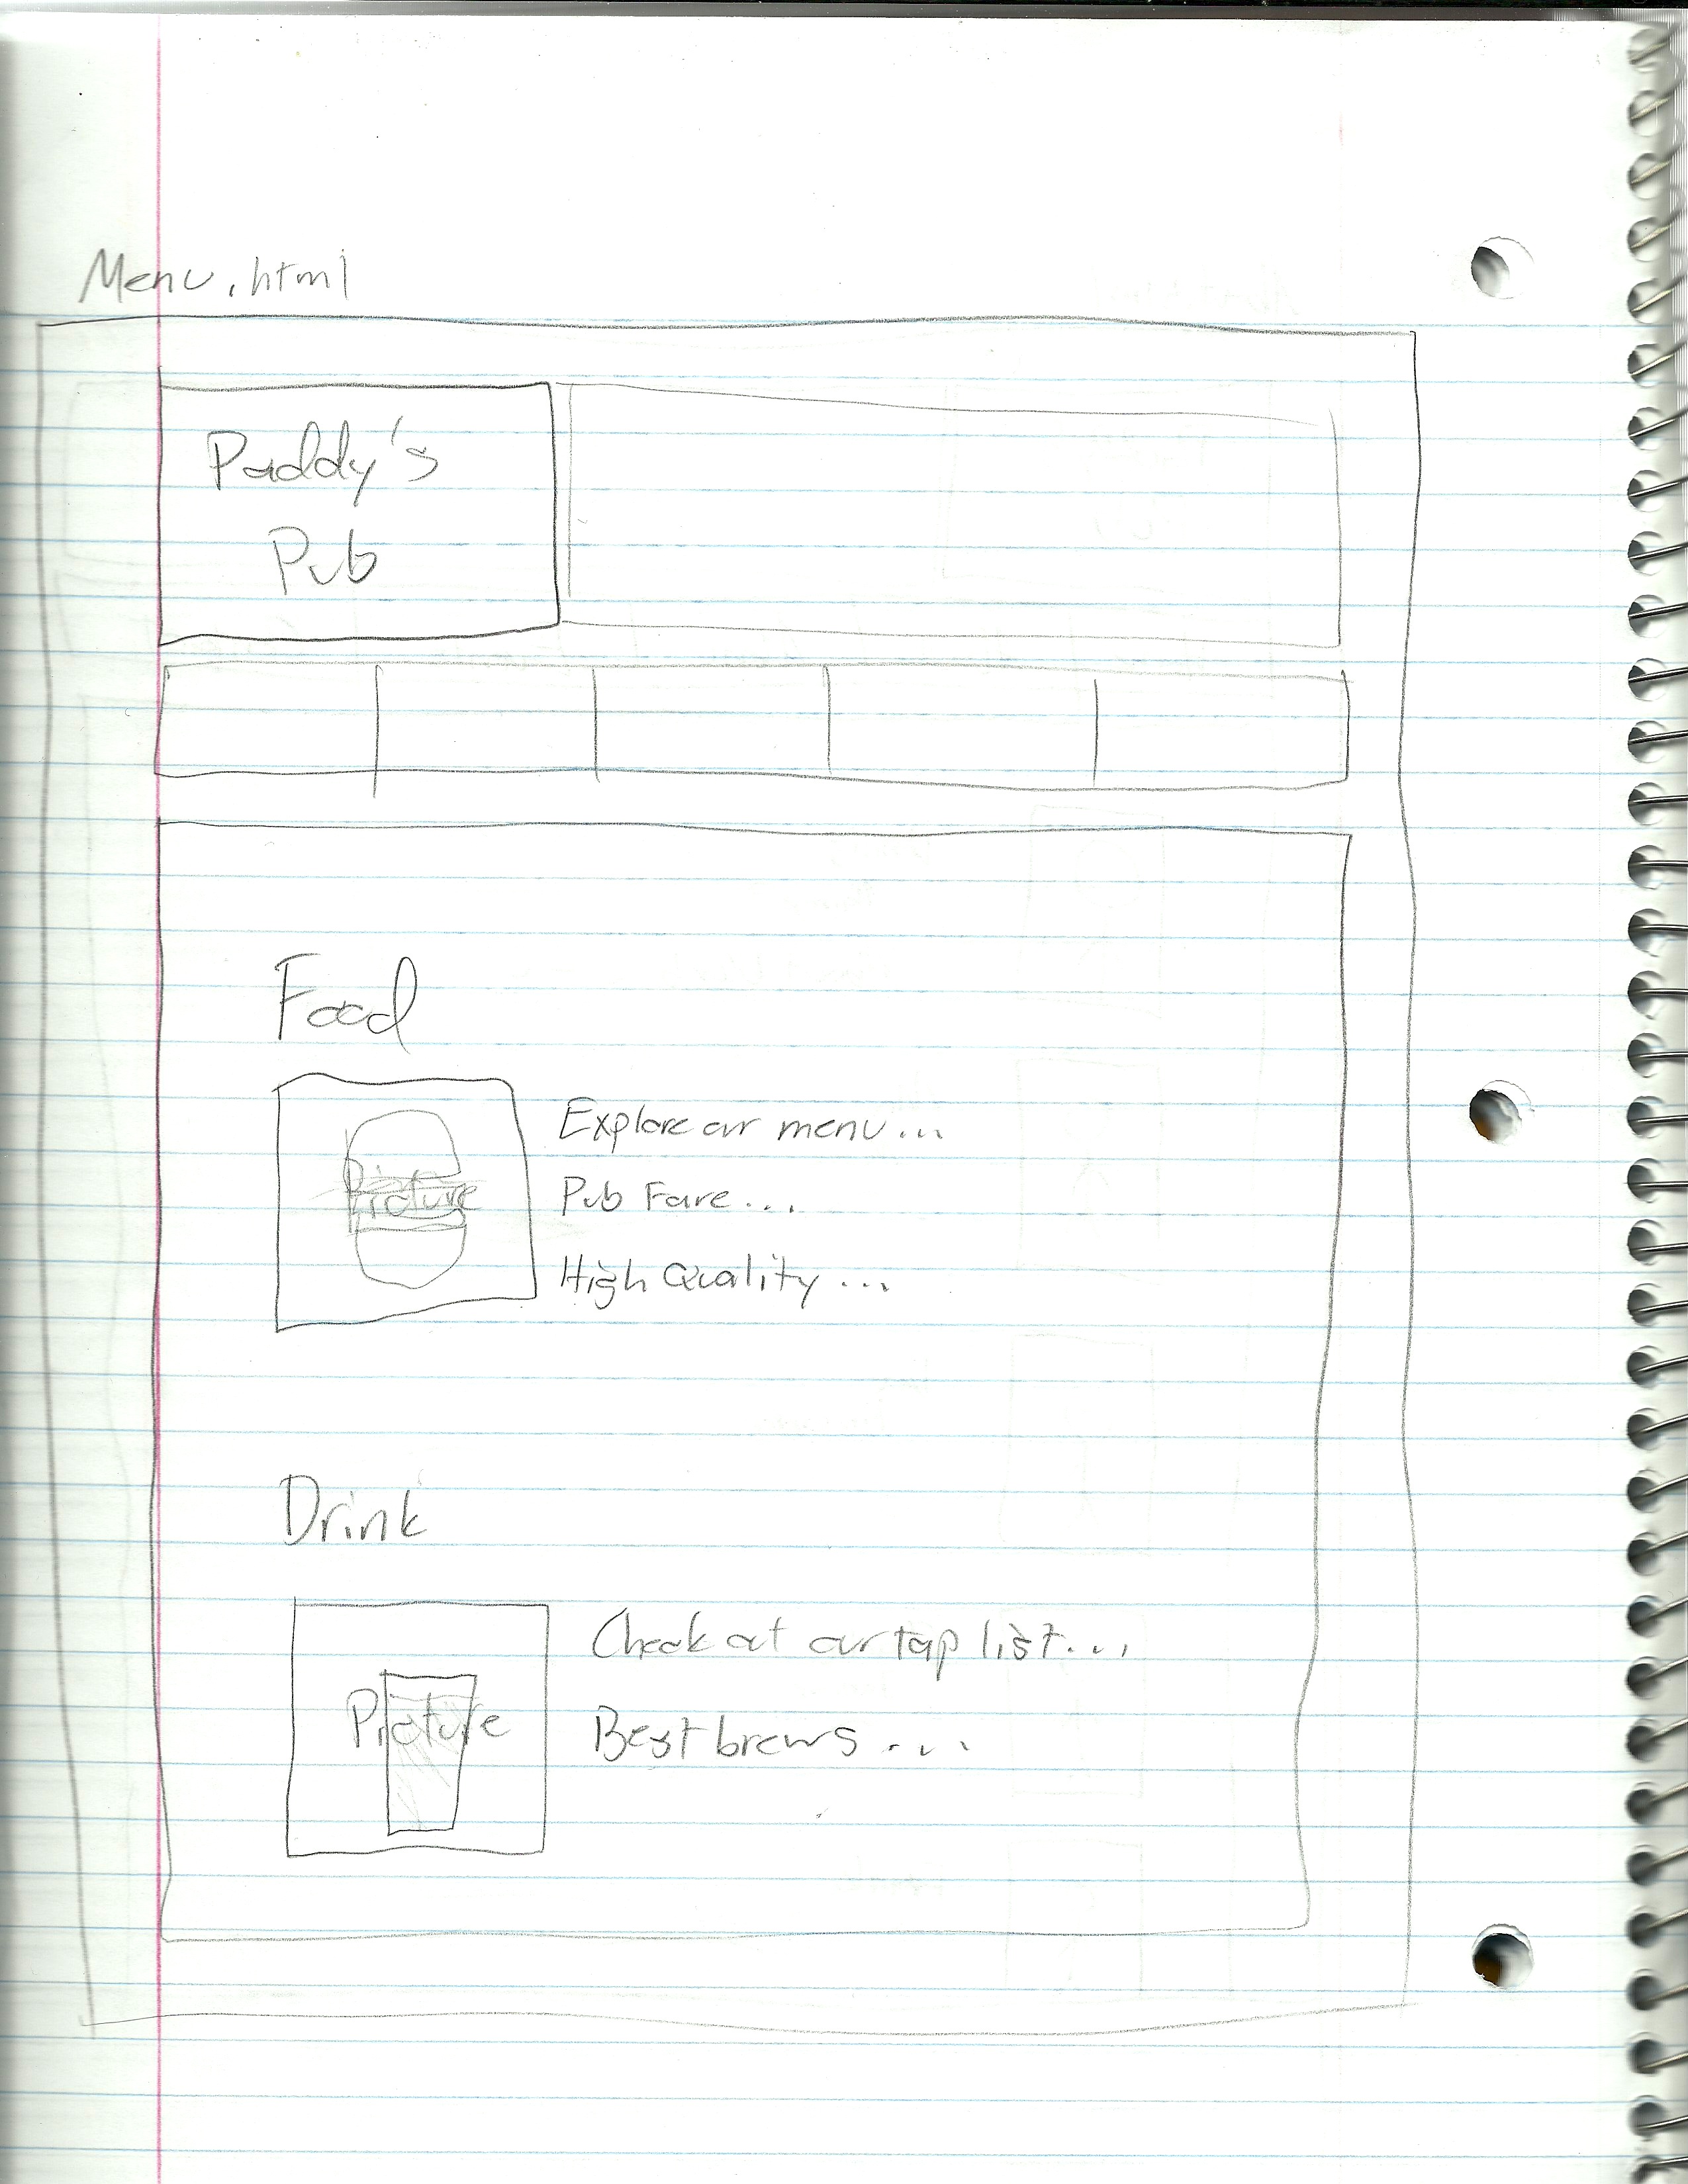 Menu.html
Paddy's
Pub
Food
Picture
Explore our menu...
Pub Fare...
High Quality...
Drink
Picture
Check out our tap list...
Best brews...